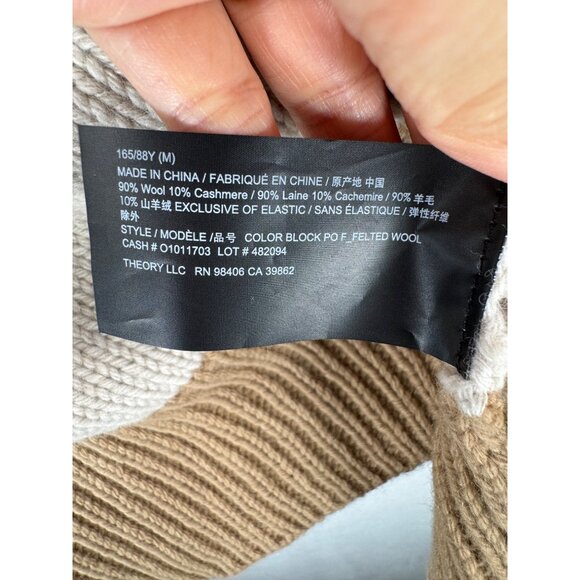 165/88Y (M)
MADE IN CHINA / FABRIQUÉ EN CHINE / 原产地 中国
90% Wool 10% Cashmere / 90% Laine 10% Cachemire / 90% 羊毛
10% 山羊绒 EXCLUSIVE OF ELASTIC / SANS ÉLASTIQUE / 弹性纤维
除外
STYLE / MODÈLE / 品号 COLOR BLOCK PO F_FELTED WOOL
CASH # O1011703 LOT # 482094
THEORY LLC RN 98406 CA 39862